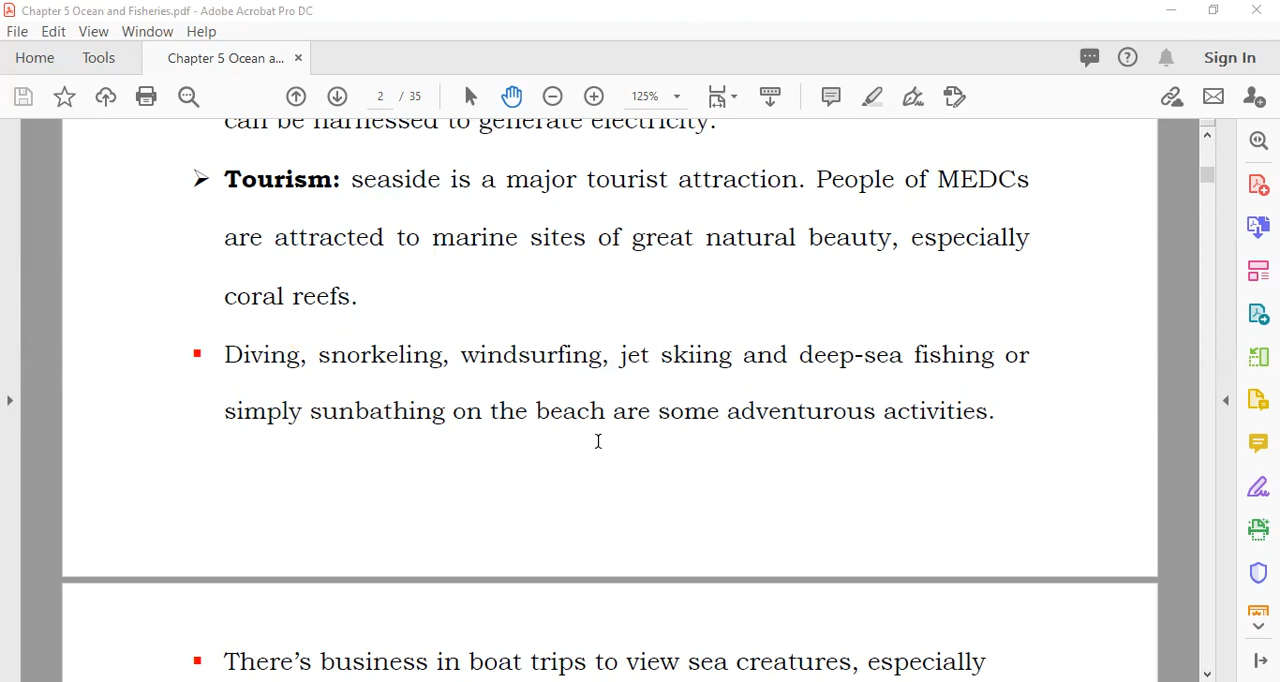 Chapter 5 Ocean and Fisheries.pdf - Adobe Acrobat Pro DC
File Edit View Window Help
Home Tools Chapter 5 Ocean a... × Sign In
2 / 35 125%
can be harnessed to generate electricity.
➢ Tourism: seaside is a major tourist attraction. People of MEDCs
are attracted to marine sites of great natural beauty, especially
coral reefs.
▪ Diving, snorkeling, windsurfing, jet skiing and deep-sea fishing or
simply sunbathing on the beach are some adventurous activities.
▪ There’s business in boat trips to view sea creatures, especially